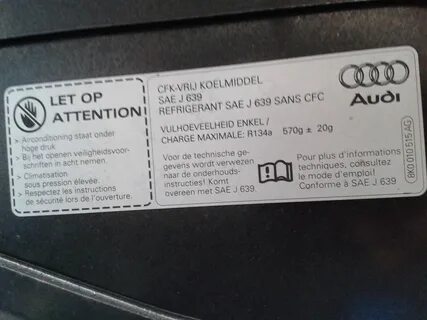 LET OP
ATTENTION
> Airconditioning staat onder
hoge druk
> Bij het openen veiligheidsvoor-
schriften in acht nemen
> Climatisation
sous pression élevée.
> Respectez les instructions
de sécurité lors de l'ouverture.
CFK-VRIJ KOELMIDDEL
SAE J 639
REFRIGERANT SAE J 639 SANS CFC
VULHOEVEELHEID ENKEL /
CHARGE MAXIMALE: R134a 570g ± 20g
Voor de technische ge-
gevens wordt verwezen
naar de onderhouds-
instructies! Komt
overeen met SAE J 639.
Audi
Pour plus d'informations
techniques, consultez
le mode d'emploi!
Conforme à SAE J 639
8K0 010 515 AG